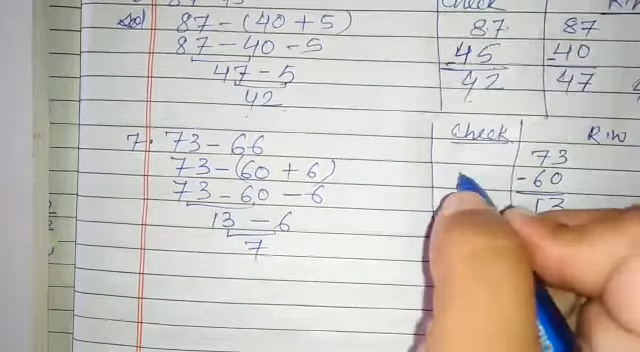 Check
Sol 87 - (40 + 5)
87 - 40 - 5
47 - 5
42
87
- 45
42
87
- 40
47
7. 73 - 66
73 - (60 + 6)
73 - 60 - 6
13 - 6
7
Check
R.W
73
- 60
13